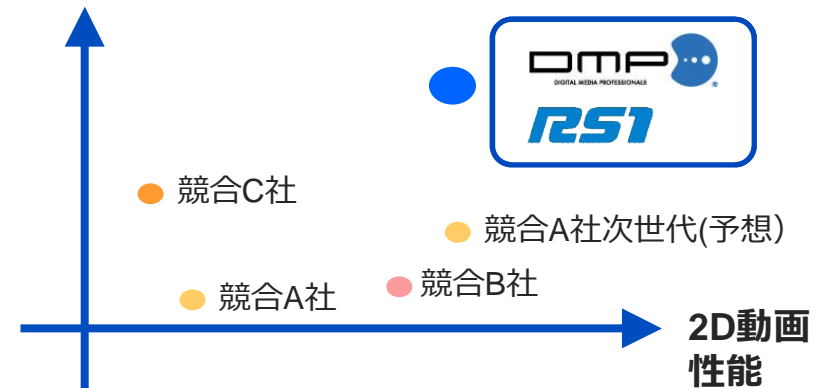 DMP
DIGITAL MEDIA PROFESSIONALS
®
RS1
競合C社
競合A社次世代(予想）
競合B社
競合A社
2D動画
性能